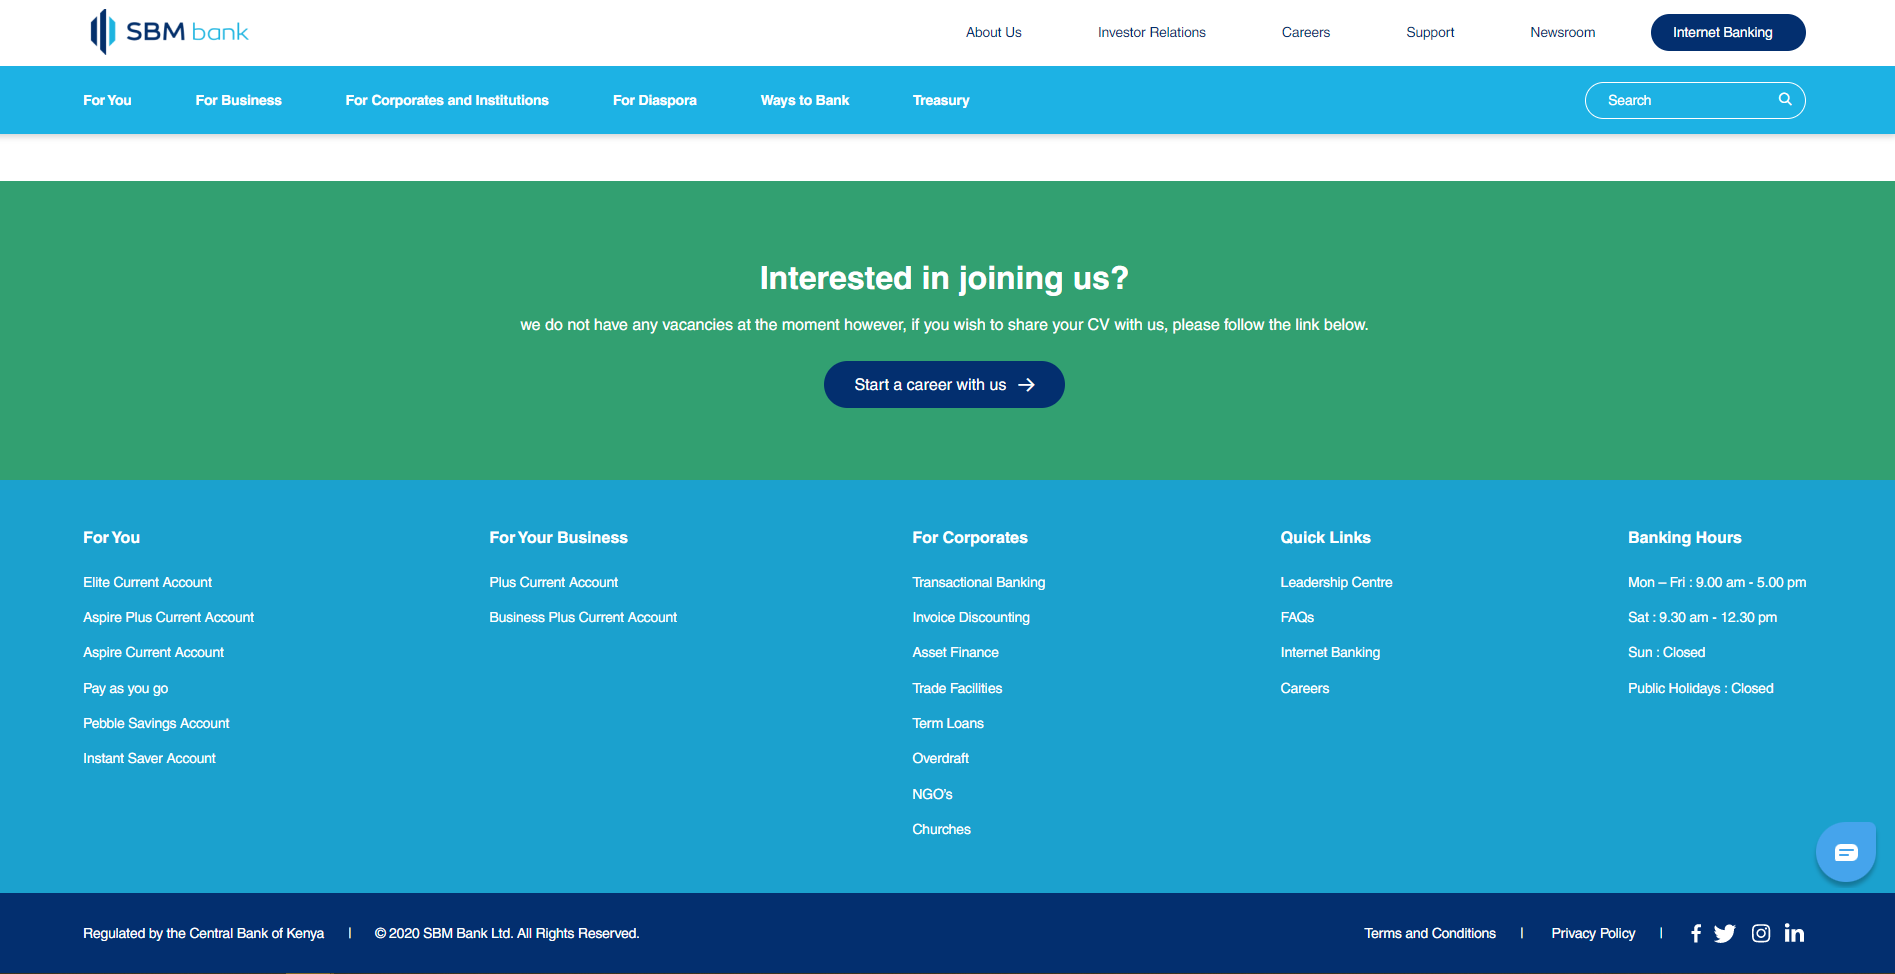 SBM bank
About Us
Investor Relations
Careers
Support
Newsroom
Internet Banking
For You
For Business
For Corporates and Institutions
For Diaspora
Ways to Bank
Treasury
Search
Interested in joining us?
we do not have any vacancies at the moment however, if you wish to share your CV with us, please follow the link below.
Start a career with us
For You
Elite Current Account
Aspire Plus Current Account
Aspire Current Account
Pay as you go
Pebble Savings Account
Instant Saver Account
For Your Business
Plus Current Account
Business Plus Current Account
For Corporates
Transactional Banking
Invoice Discounting
Asset Finance
Trade Facilities
Term Loans
Overdraft
NGO's
Churches
Quick Links
Leadership Centre
FAQs
Internet Banking
Careers
Banking Hours
Mon – Fri : 9.00 am - 5.00 pm
Sat : 9.30 am - 12.30 pm
Sun : Closed
Public Holidays : Closed
Regulated by the Central Bank of Kenya | © 2020 SBM Bank Ltd. All Rights Reserved.
Terms and Conditions | Privacy Policy |